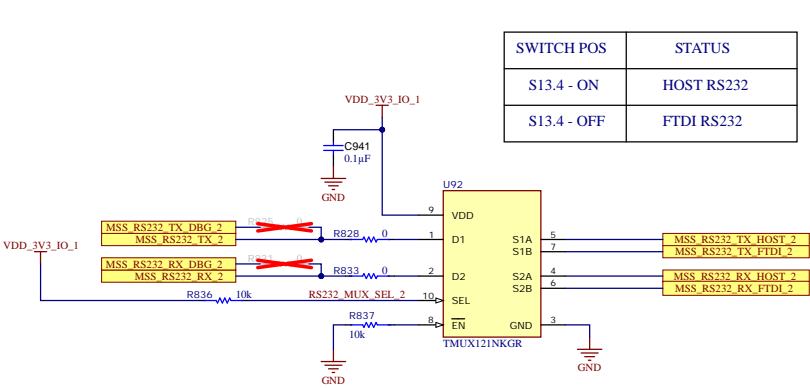 SWITCH POS STATUS
S13.4 - ON HOST RS232
S13.4 - OFF FTDI RS232
VDD_3V3_IO_1
C941
0.1µF
GND
U92
9 VDD
MSS_RS232_TX_DBG_2
MSS_RS232_TX_2
R828 0
1 D1
S1A 5
MSS_RS232_TX_HOST_2
S1B 7
MSS_RS232_TX_FTDI_2
VDD_3V3_IO_1
MSS_RS232_RX_DBG_2
0
MSS_RS232_RX_2
R833 0
2 D2
S2A 4
MSS_RS232_RX_HOST_2
S2B 6
MSS_RS232_RX_FTDI_2
R836 10k
RS232_MUX_SEL_2
10 SEL
R837
10k
8 EN
GND 3
TMUX121NKGR
GND
GND